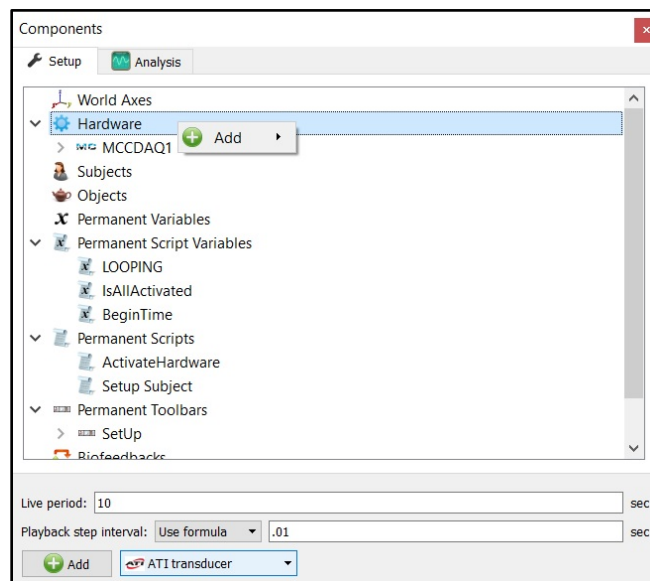 Components
Setup Analysis
World Axes
Hardware
Add
MCCDAQ1
Subjects
Objects
Permanent Variables
Permanent Script Variables
LOOPING
IsAllActivated
BeginTime
Permanent Scripts
ActivateHardware
Setup Subject
Permanent Toolbars
SetUp
Biofeedbacks
Live period: 10 sec
Playback step interval: Use formula .01 sec
Add ATI transducer